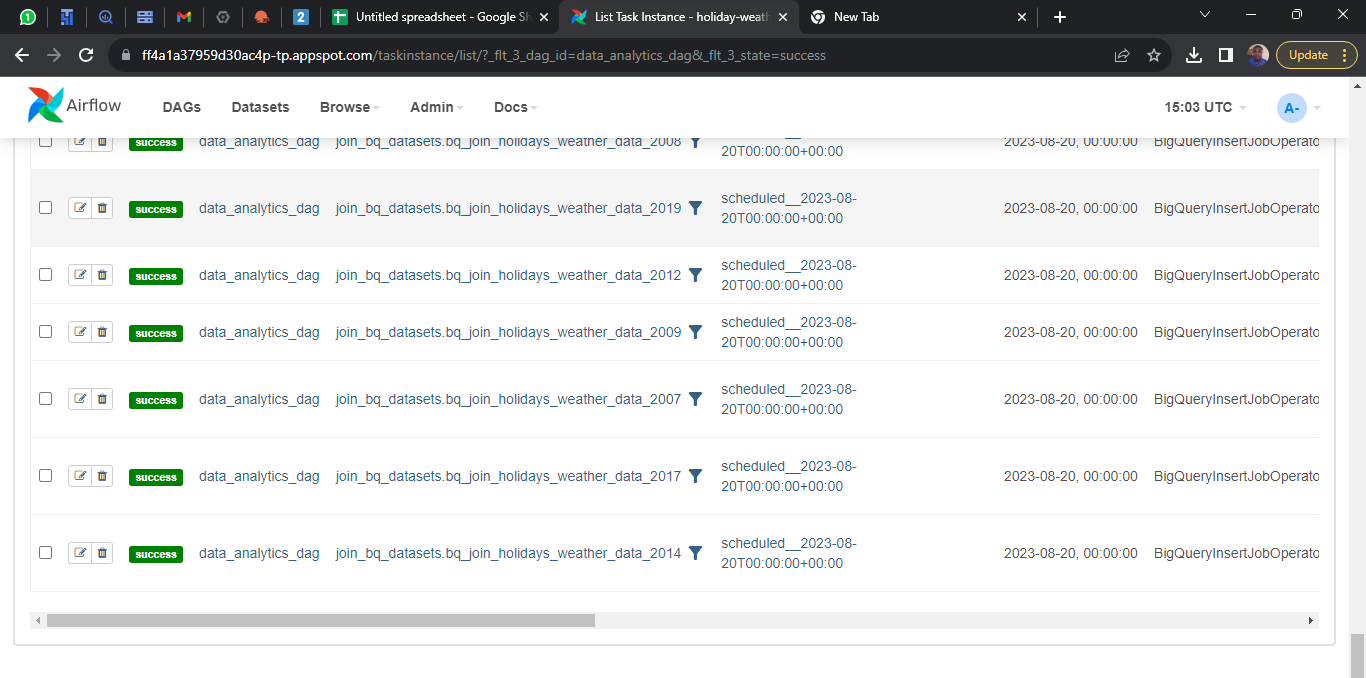 1
2
Untitled spreadsheet - Google Sh
List Task Instance - holiday-weath
New Tab
ff4a1a37959d30ac4p-tp.appspot.com/taskinstance/list/?_flt_3_dag_id=data_analytics_dag&_flt_3_state=success
Update
Airflow
DAGs
Datasets
Browse
Admin
Docs
15:03 UTC
A-
success data_analytics_dag join_bq_datasets.bq_join_holidays_weather_data_2008 2023-08-20, 00:00:00 BigQueryInsertJobOperato
20T00:00:00+00:00
success data_analytics_dag join_bq_datasets.bq_join_holidays_weather_data_2019 scheduled__2023-08- 2023-08-20, 00:00:00 BigQueryInsertJobOperato
20T00:00:00+00:00
success data_analytics_dag join_bq_datasets.bq_join_holidays_weather_data_2012 scheduled__2023-08- 2023-08-20, 00:00:00 BigQueryInsertJobOperato
20T00:00:00+00:00
success data_analytics_dag join_bq_datasets.bq_join_holidays_weather_data_2009 scheduled__2023-08- 2023-08-20, 00:00:00 BigQueryInsertJobOperato
20T00:00:00+00:00
success data_analytics_dag join_bq_datasets.bq_join_holidays_weather_data_2007 scheduled__2023-08- 2023-08-20, 00:00:00 BigQueryInsertJobOperato
20T00:00:00+00:00
success data_analytics_dag join_bq_datasets.bq_join_holidays_weather_data_2017 scheduled__2023-08- 2023-08-20, 00:00:00 BigQueryInsertJobOperato
20T00:00:00+00:00
success data_analytics_dag join_bq_datasets.bq_join_holidays_weather_data_2014 scheduled__2023-08- 2023-08-20, 00:00:00 BigQueryInsertJobOperato
20T00:00:00+00:00